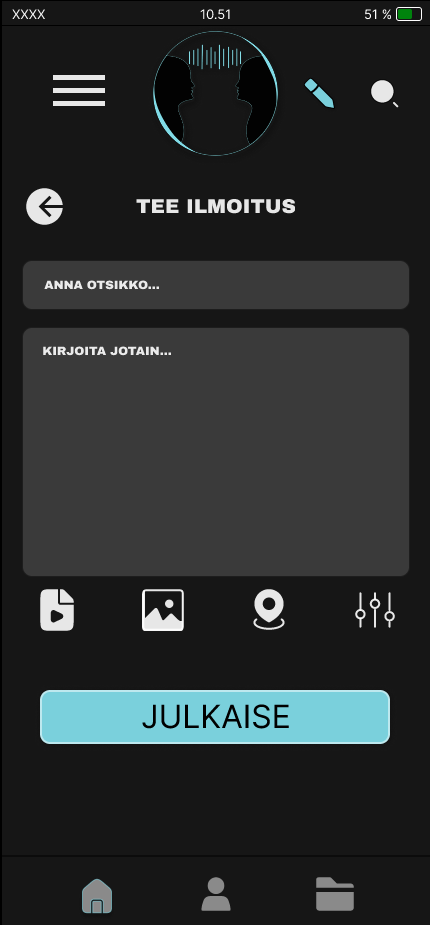 XXXX 10.51 51 %
TEE ILMOITUS
ANNA OTSIKKO...
KIRJOITA JOTAIN...
JULKAISE